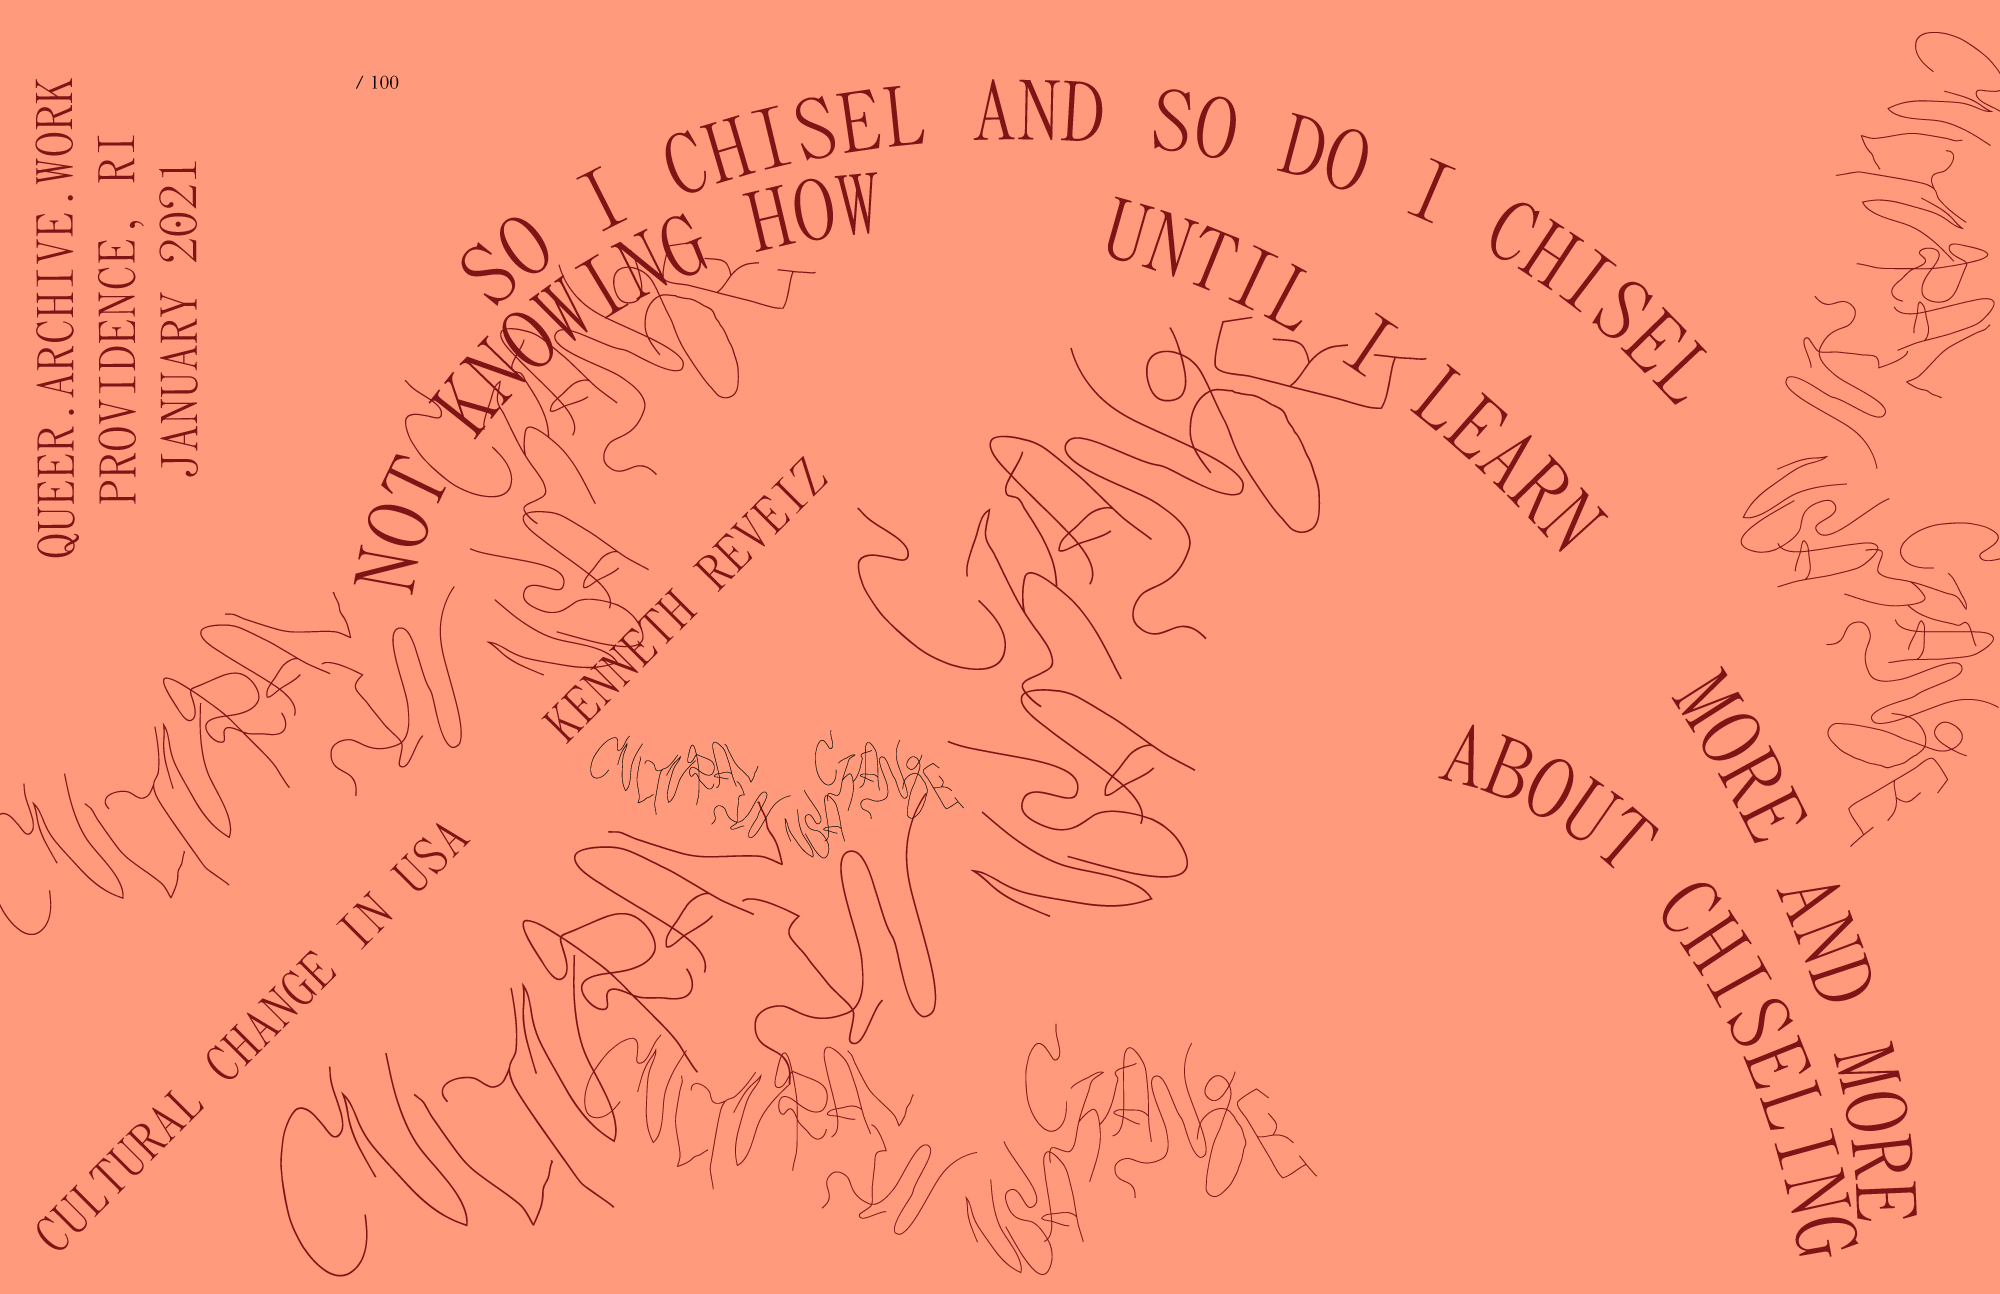 QUEER.ARCHIVE.WORK
PROVIDENCE, RI
JANUARY 2021
/ 100
SO I CHISEL AND SO DO I CHISEL
NOT KNOWING HOW
UNTIL I LEARN
MORE AND MORE
ABOUT CHISELING
KENNETH REVEIZ
CULTURAL CHANGE IN USA
CULTURAL CHANGE IN USA
CULTURAL CHANGE IN USA
CULTURAL CHANGE IN USA
CULTURAL CHANGE IN USA
CULTURAL CHANGE IN USA